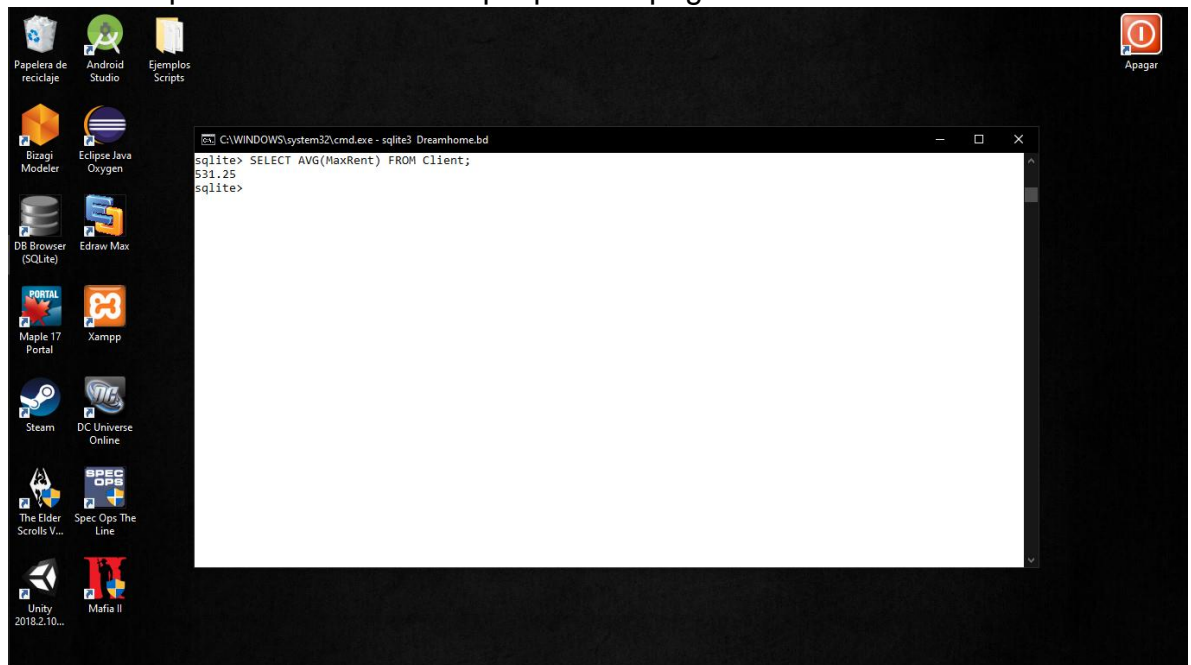 Papelera de
reciclaje
Android
Studio
Ejemplos
Scripts
Apagar
Bizagi
Modeler
Eclipse Java
Oxygen
DB Browser
(SQLite)
Edraw Max
PORTAL
Maple 17
Portal
Xampp
Steam
DC Universe
Online
The Elder
Scrolls V...
SPEC
OPS
Spec Ops The
Line
Unity
2018.2.10...
Mafia II
C:\WINDOWS\system32\cmd.exe - sqlite3 Dreamhome.bd
sqlite> SELECT AVG(MaxRent) FROM Client;
531.25
sqlite>